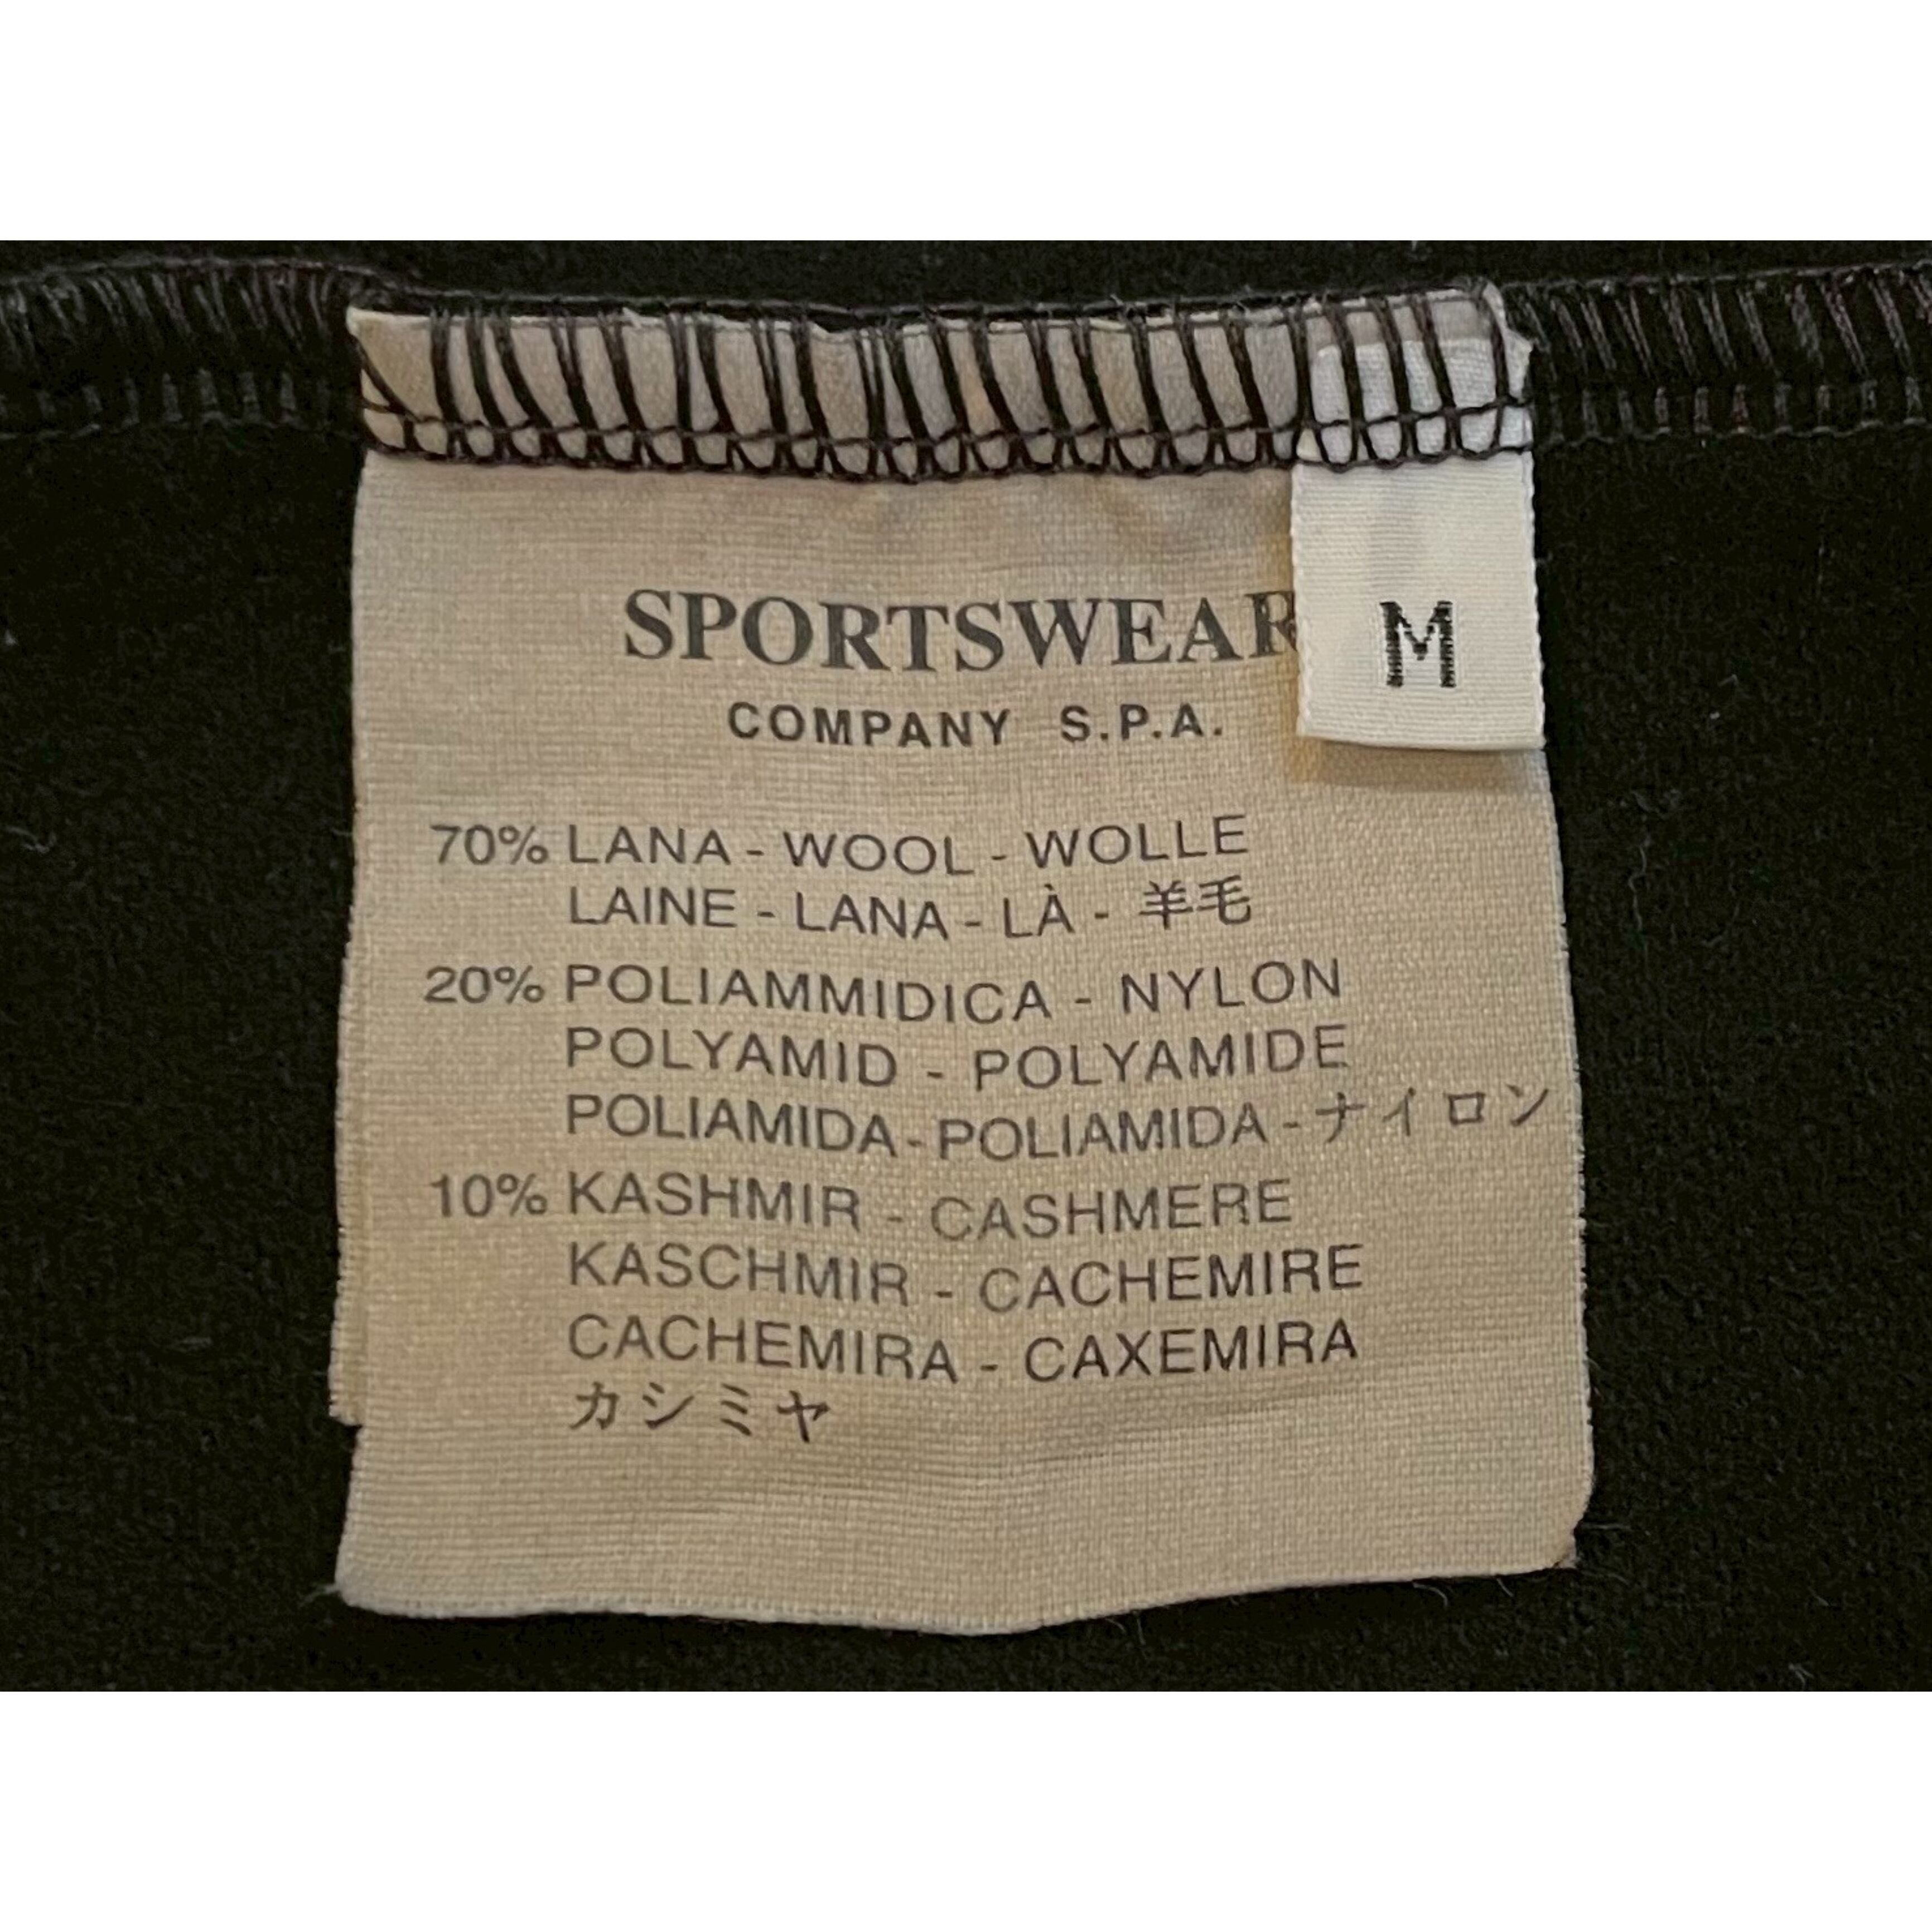 SPORTSWEAR
M
COMPANY S.P.A.
70% LANA - WOOL - WOLLE
LAINE - LANA - LÀ - 羊毛
20% POLIAMMIDICA - NYLON
POLYAMID - POLYAMIDE
POLIAMIDA - POLIAMIDA - ナイロン
10% KASHMIR - CASHMERE
KASCHMIR - CACHEMIRE
CACHEMIRA - CAXEMIRA
カシミヤ